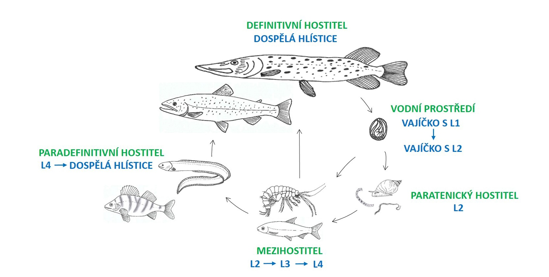 DEFINITIVNÍ HOSTITEL
DOSPĚLÁ HLÍSTICE
VODNÍ PROSTŘEDÍ
VAJÍČKO S L1
VAJÍČKO S L2
PARADEFINITIVNÍ HOSTITEL
L4 → DOSPĚLÁ HLÍSTICE
PARATENICKÝ HOSTITEL
L2
MEZIHOSTITEL
L2 → L3 → L4